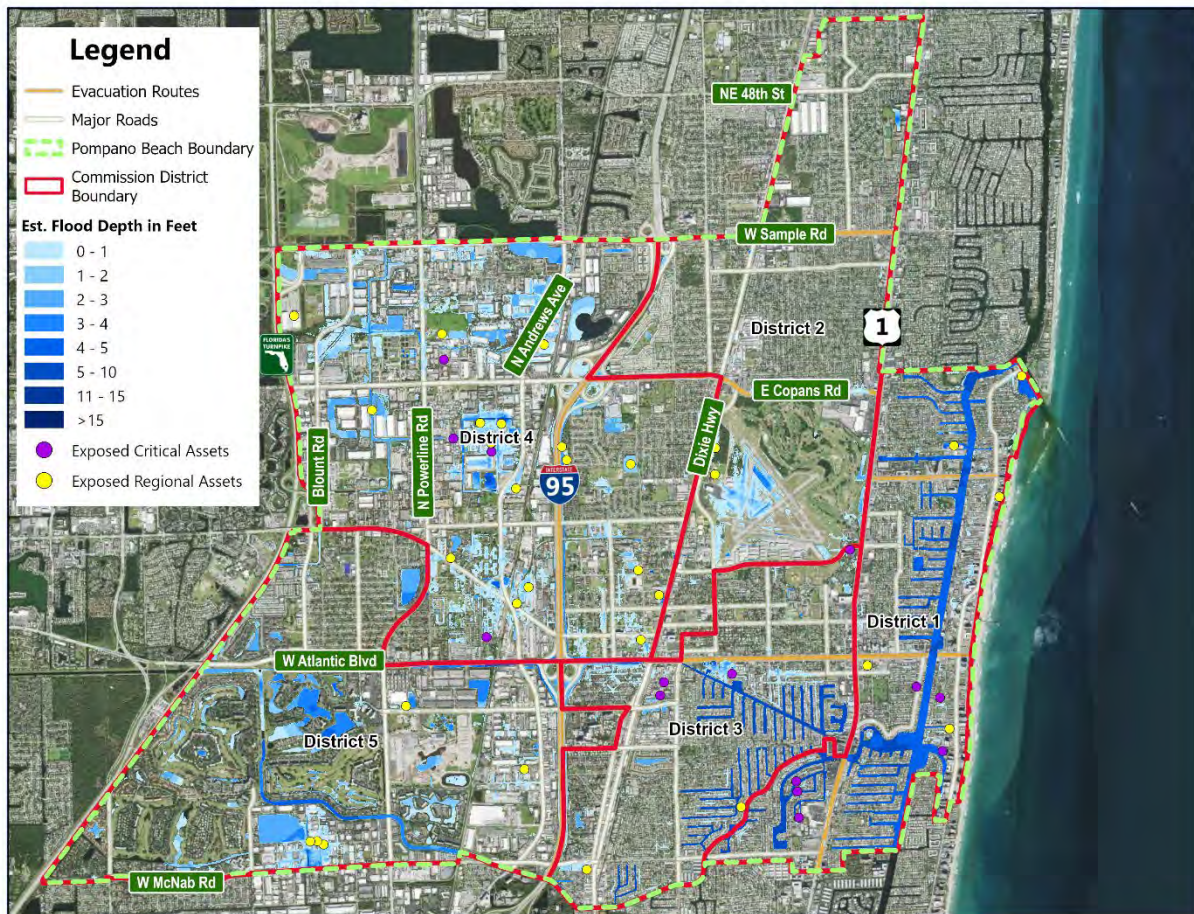 Legend
Evacuation Routes
Major Roads
Pompano Beach Boundary
Commission District
Boundary
Est. Flood Depth in Feet
0 - 1
1 - 2
2 - 3
3 - 4
4 - 5
5 - 10
11 - 15
>15
Exposed Critical Assets
Exposed Regional Assets
NE 48th St
W Sample Rd
N Andrews Ave
District 2
1
FLORIDA'S
TURNPIKE
E Copans Rd
Blount Rd
N Powerline Rd
District 4
Dixie Hwy
INTERSTATE
95
District 1
W Atlantic Blvd
District 3
District 5
W McNab Rd